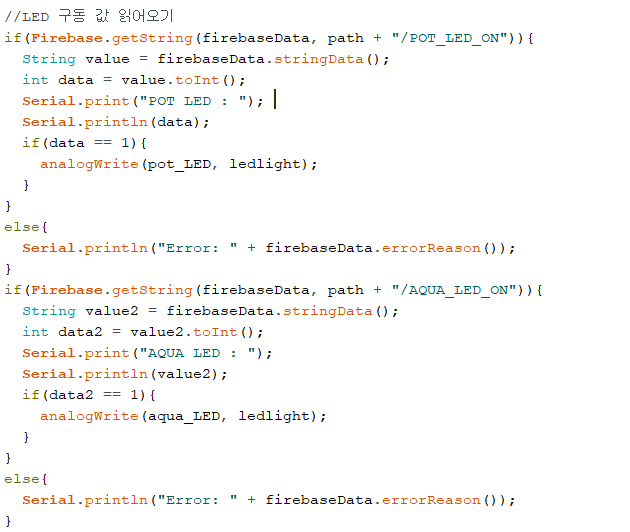 //LED 구동 값 읽어오기
if(Firebase.getString(firebaseData, path + "/POT_LED_ON")){
  String value = firebaseData.stringData();
  int data = value.toInt();
  Serial.print("POT LED : ");
  Serial.println(data);
  if(data == 1){
    analogWrite(pot_LED, ledlight);
  }
}
else{
  Serial.println("Error: " + firebaseData.errorReason());
}
if(Firebase.getString(firebaseData, path + "/AQUA_LED_ON")){
  String value2 = firebaseData.stringData();
  int data2 = value2.toInt();
  Serial.print("AQUA LED : ");
  Serial.println(value2);
  if(data2 == 1){
    analogWrite(aqua_LED, ledlight);
  }
}
else{
  Serial.println("Error: " + firebaseData.errorReason());
}